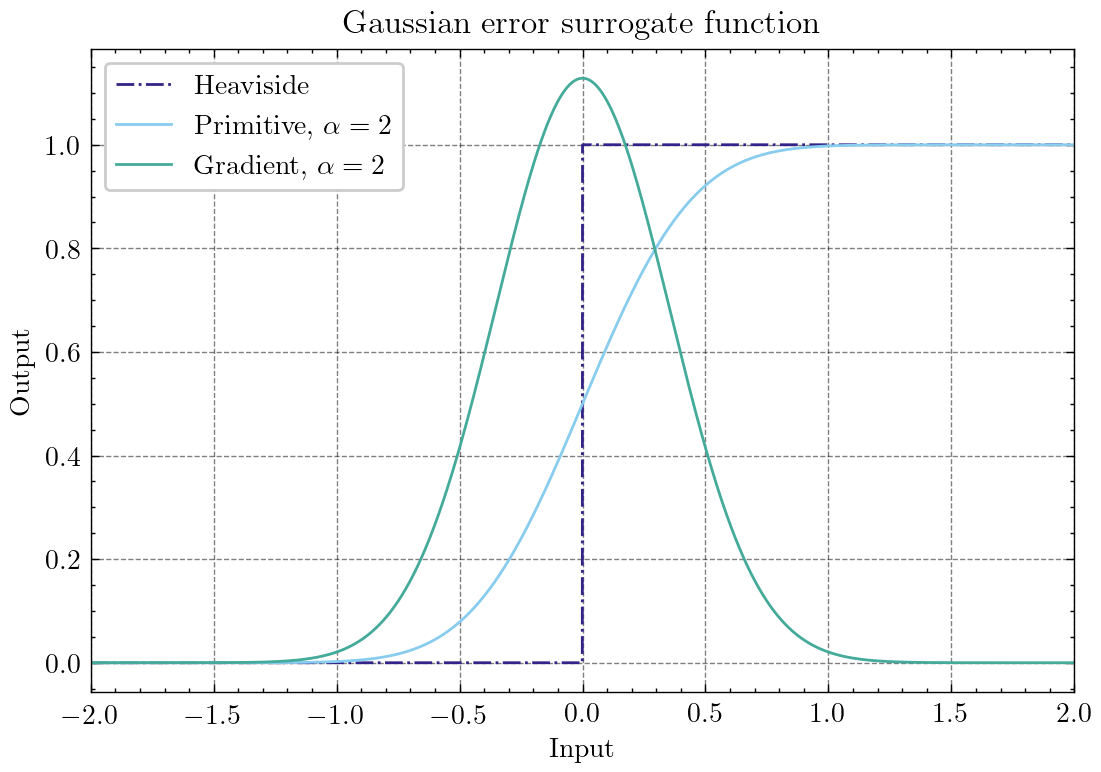 Gaussian error surrogate function
Heaviside
Primitive, α = 2
Gradient, α = 2
Output
1.0
0.8
0.6
0.4
0.2
0.0
−2.0 −1.5 −1.0 −0.5 0.0 0.5 1.0 1.5 2.0
Input